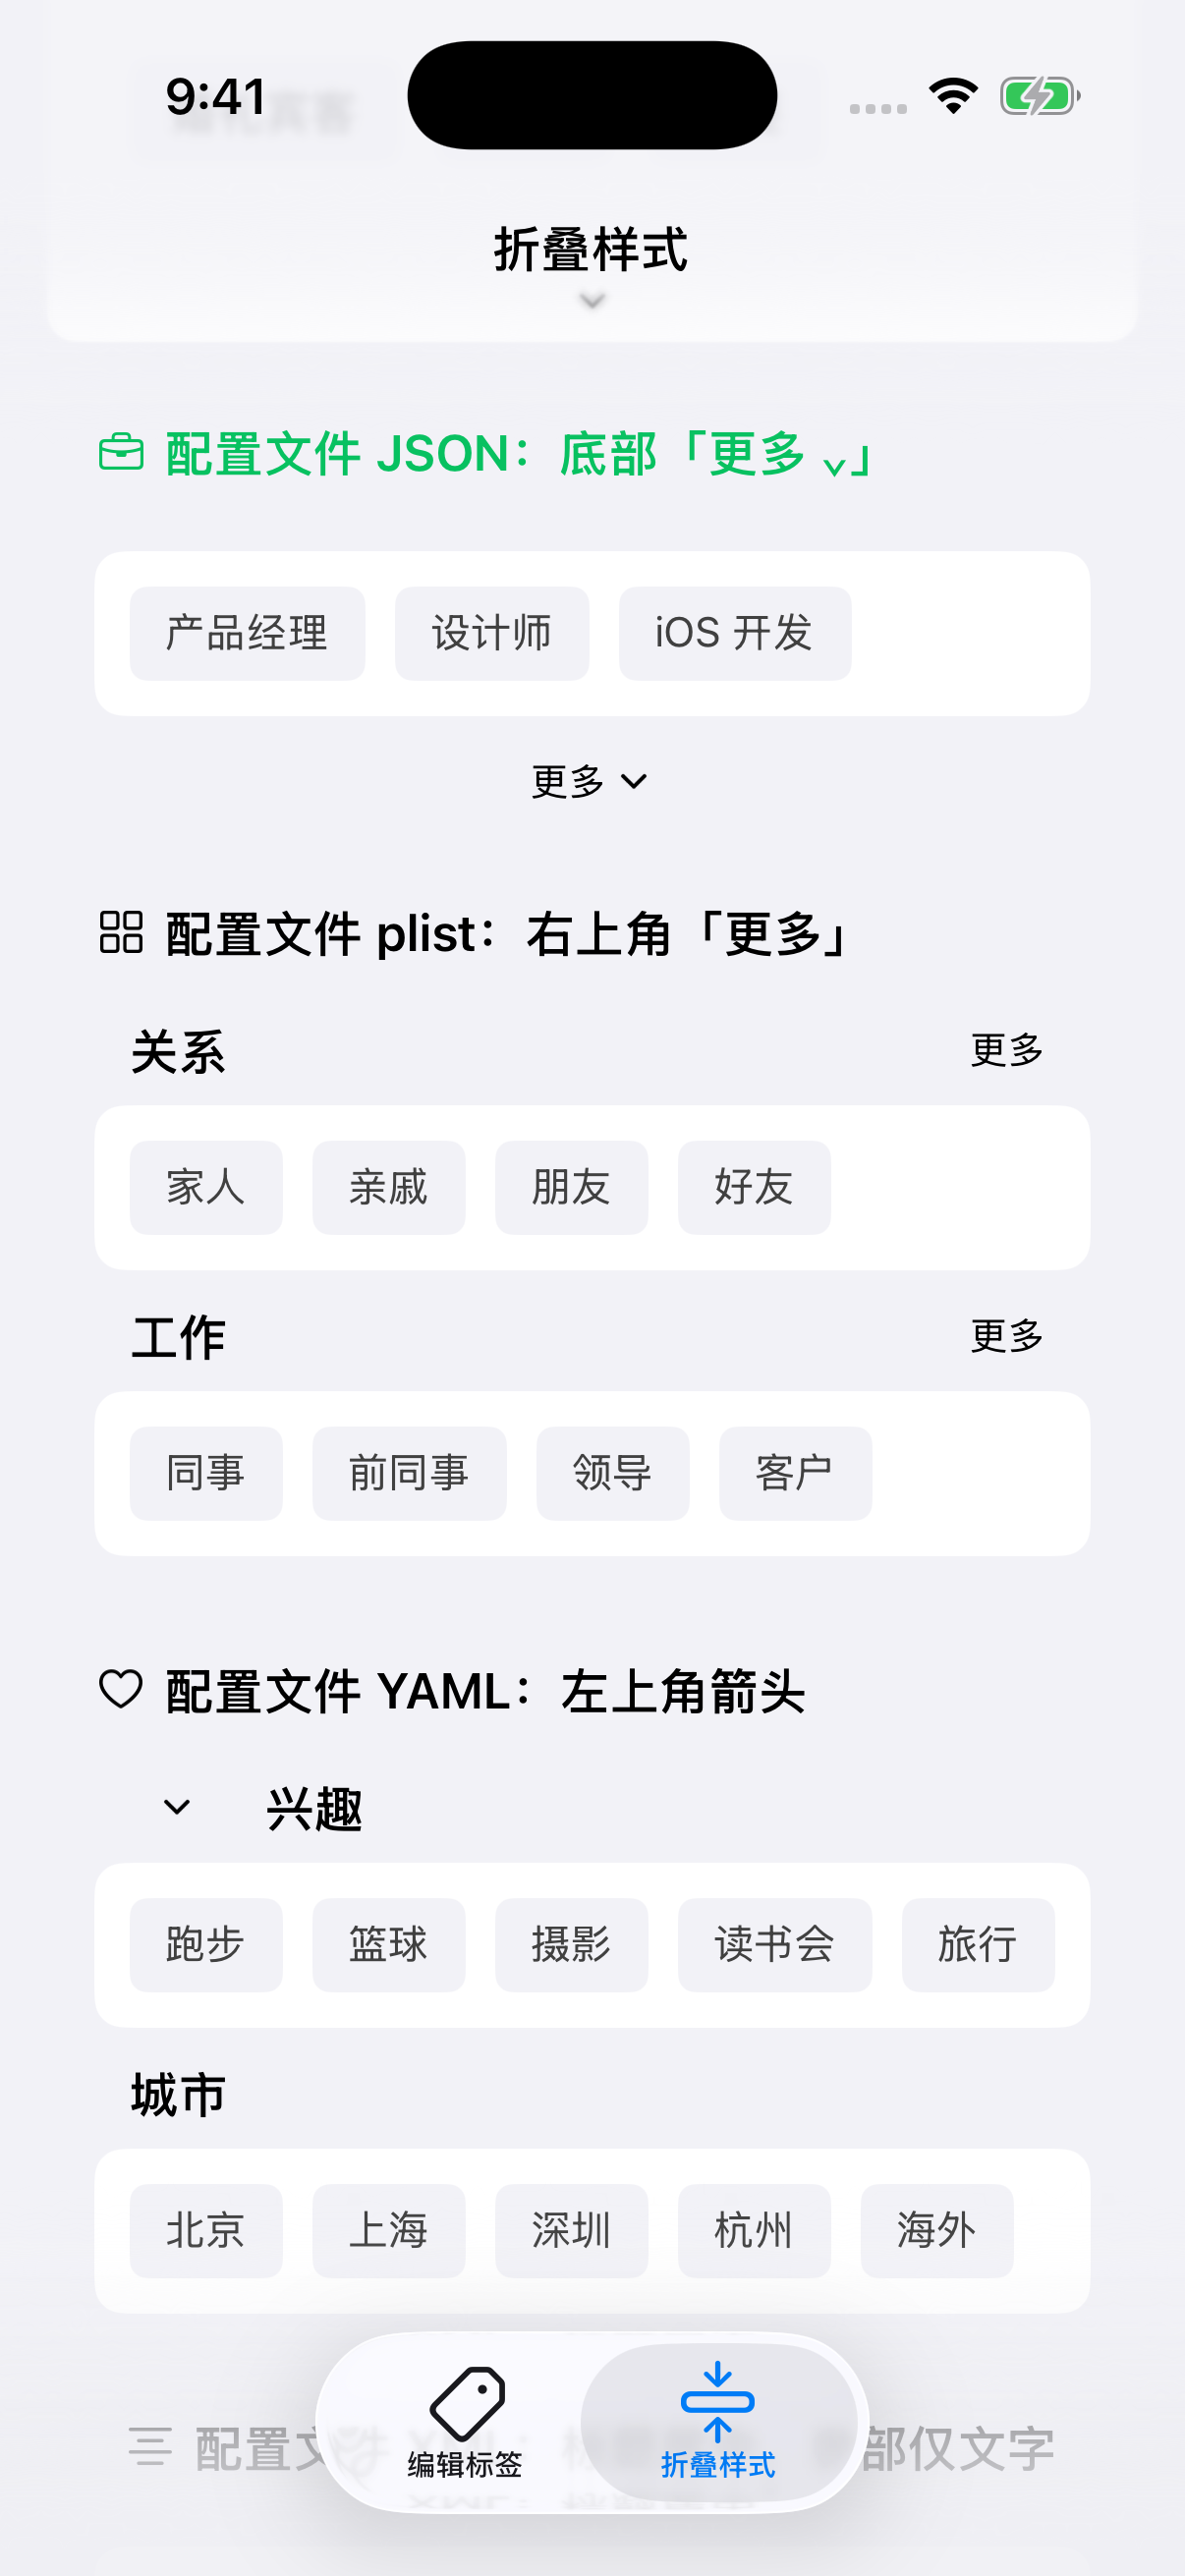 9:41
折叠样式
配置文件 JSON：底部「更多 ⌄」
产品经理
设计师
iOS 开发
更多
配置文件 plist：右上角「更多」
关系
更多
家人
亲戚
朋友
好友
工作
更多
同事
前同事
领导
客户
配置文件 YAML：左上角箭头
兴趣
跑步
篮球
摄影
读书会
旅行
城市
北京
上海
深圳
杭州
海外
配置文 部仅文字
编辑标签
折叠样式